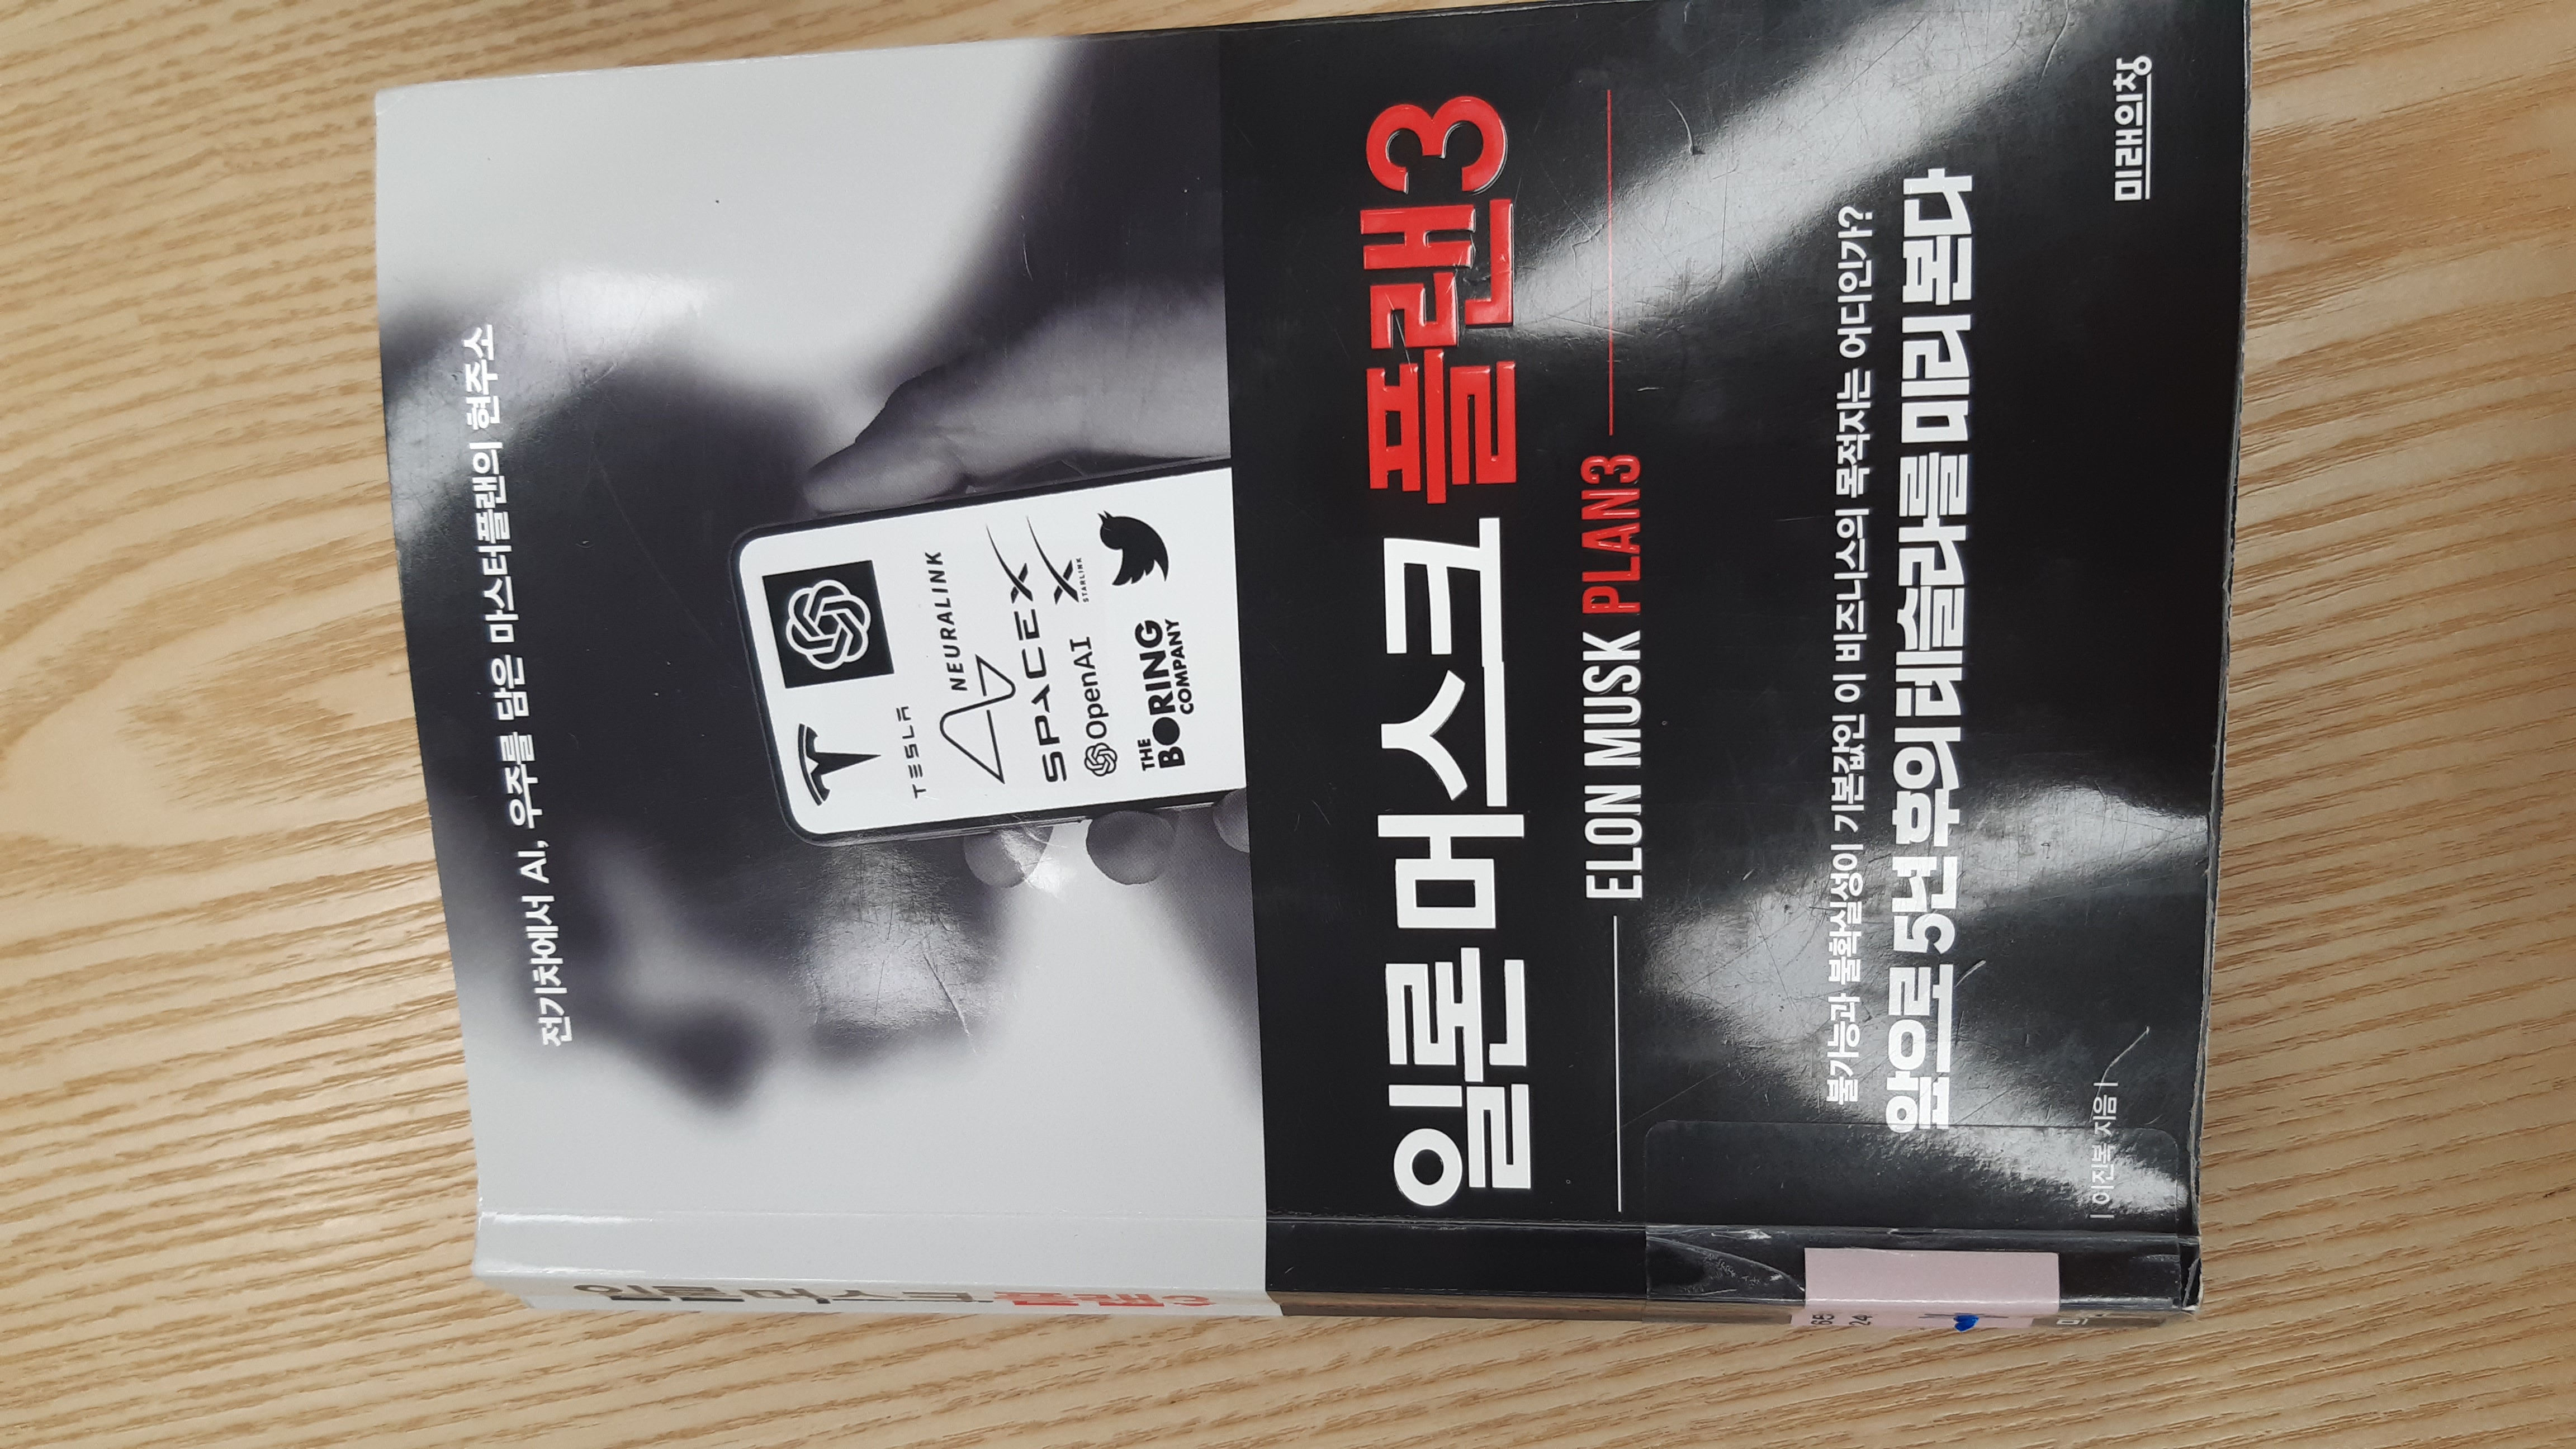 전기차에서 AI, 우주를 담은 마스터플랜의 현주소
TESLA
NEURALINK
SPACEX
OpenAI
STARLINK
THE
BORING
COMPANY
일론 머스크 플랜3
ELON MUSK PLAN3
불가능과 불확실성이 기본값인 이 비즈니스의 목적지는 어디인가?
앞으로 5년 후의 테슬라를 미리 본다
| 이진복 지음 |
미래의창
일론 머스크 플랜3
24